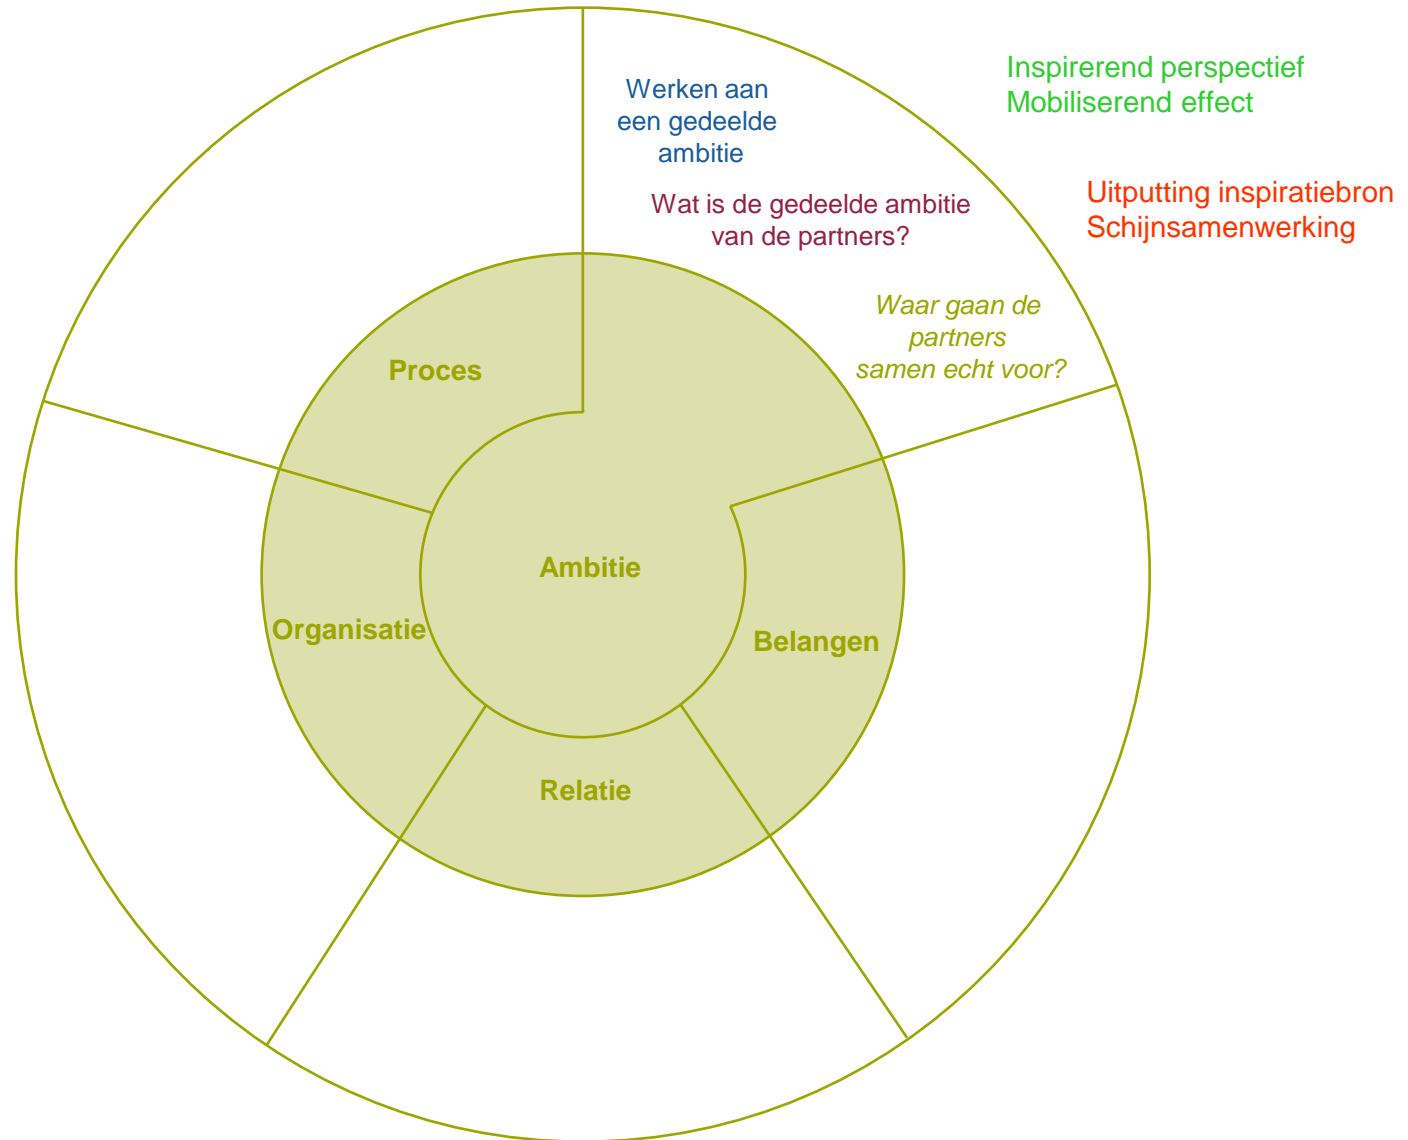 Inspirerend perspectief
Mobiliserend effect
Werken aan
een gedeelde
ambitie
Uitputting inspiratiebron
Schijnsamenwerking
Wat is de gedeelde ambitie
van de partners?
Waar gaan de
partners
samen echt voor?
Proces
Ambitie
Organisatie
Belangen
Relatie